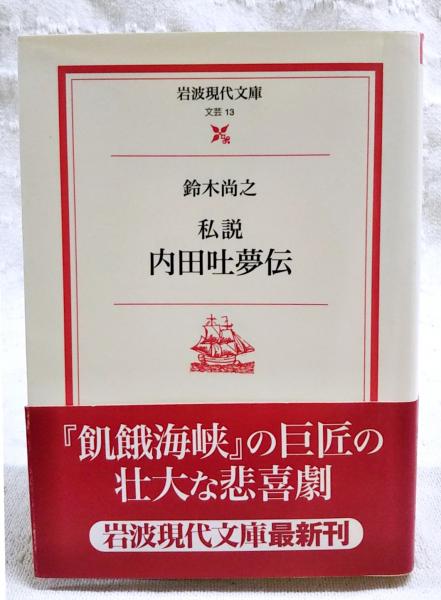 岩波現代文庫
文芸 13
鈴木尚之
私説
内田吐夢伝
『飢餓海峡』の巨匠の
壮大な悲喜劇
岩波現代文庫最新刊